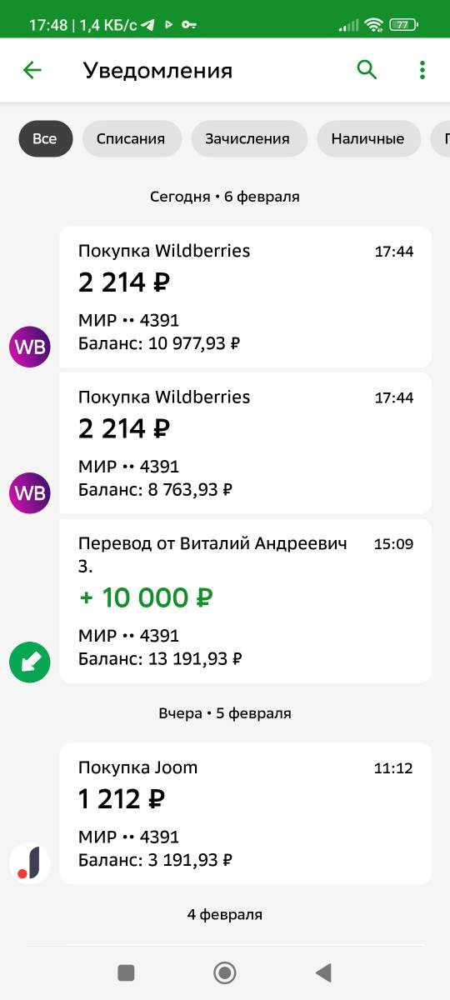 17:48 | 1,4 КБ/с
77
Уведомления
Все
Списания
Зачисления
Наличные
Сегодня • 6 февраля
Покупка Wildberries
17:44
2 214 ₽
МИР •• 4391
Баланс: 10 977,93 ₽
WB
Покупка Wildberries
17:44
2 214 ₽
МИР •• 4391
Баланс: 8 763,93 ₽
WB
Перевод от Виталий Андреевич
15:09
З.
+ 10 000 ₽
МИР •• 4391
Баланс: 13 191,93 ₽
Вчера • 5 февраля
Покупка Joom
11:12
1 212 ₽
МИР •• 4391
Баланс: 3 191,93 ₽
4 февраля